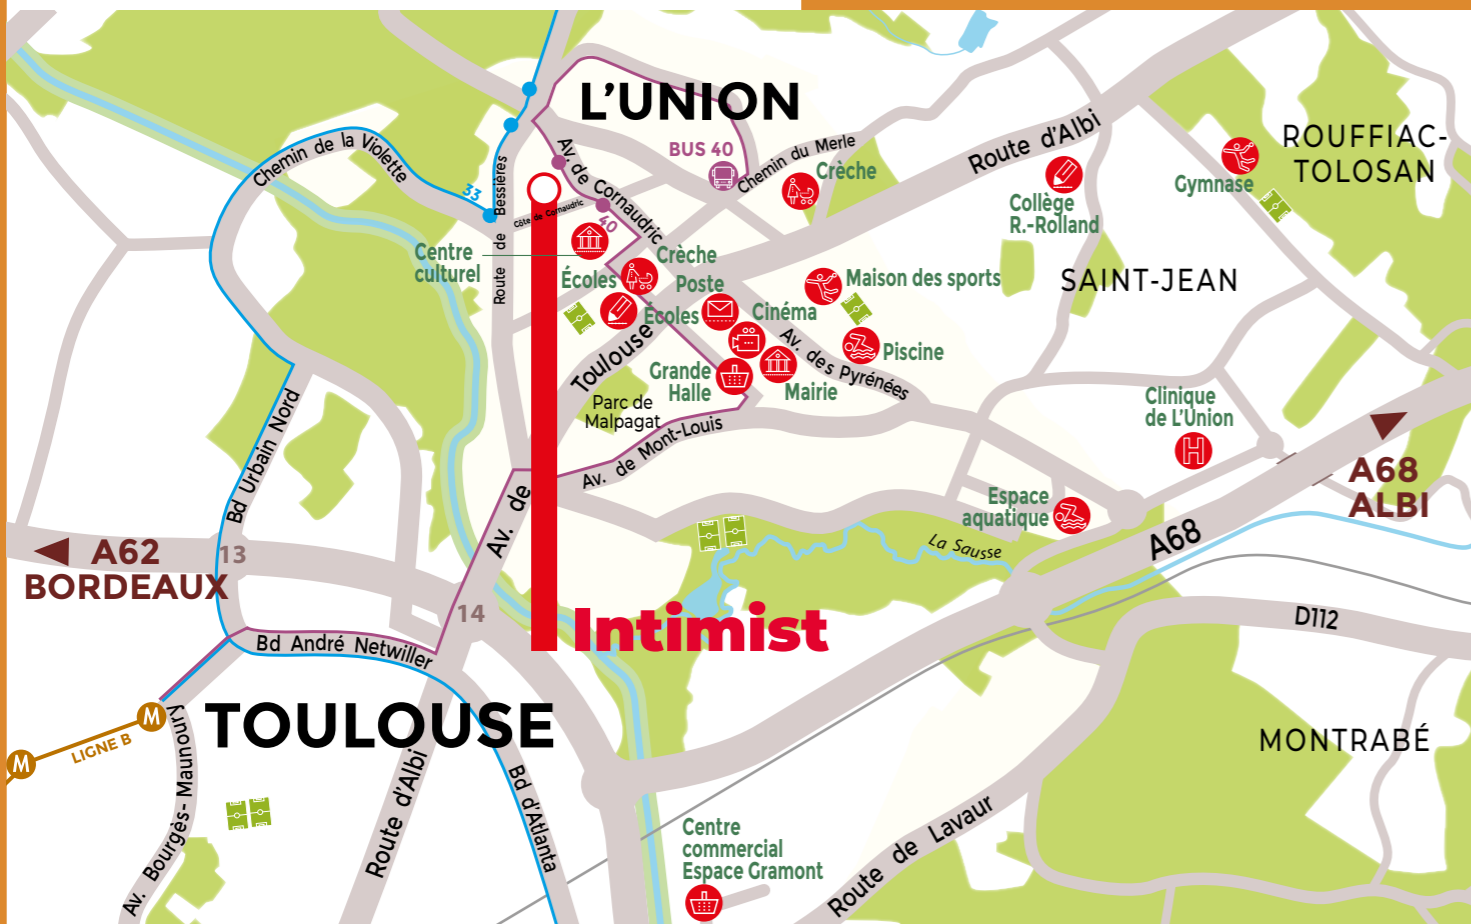 L'UNION
BUS 40
Chemin du Merle
Crèche
Route d'Albi
ROUFFIAC-
TOLOSAN
Gymnase
Collège
R.-Rolland
Chemin de la Violette
33
Route de Bessières
Av. de Cornaudric
Côte de Cornaudric
40
Centre
culturel
Écoles
Crèche
Poste
Écoles
Cinéma
Maison des sports
SAINT-JEAN
Av. de Toulouse
Av. des Pyrénées
Piscine
Grande
Halle
Mairie
Parc de
Malpagat
Av. de Mont-Louis
Clinique
de L'Union
H
A68
ALBI
Bd Urbain Nord
Espace
aquatique
La Sausse
A68
A62
BORDEAUX
13
14
Intimist
D112
Bd André Netwiller
TOULOUSE
M
LIGNE B
M
MONTRABÉ
Av. Bourgès-Maunoury
Route d'Albi
Bd d'Atlanta
Centre
commercial
Espace Gramont
Route de Lavaur